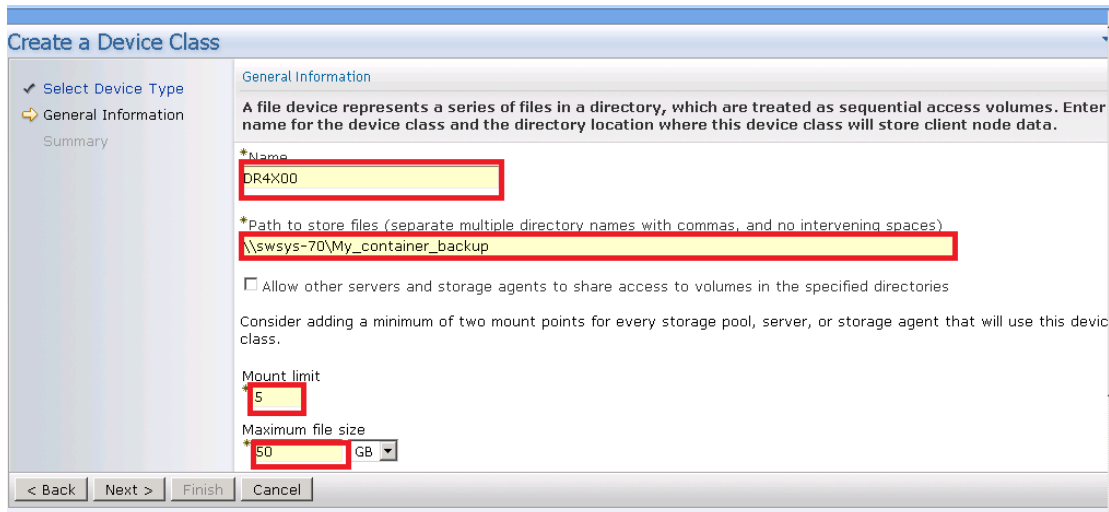 Create a Device Class
Select Device Type
General Information
Summary
General Information
A file device represents a series of files in a directory, which are treated as sequential access volumes. Enter
name for the device class and the directory location where this device class will store client node data.
*Name
DR4X00
*Path to store files (separate multiple directory names with commas, and no intervening spaces)
\\swsys-70\My_container_backup
Allow other servers and storage agents to share access to volumes in the specified directories
Consider adding a minimum of two mount points for every storage pool, server, or storage agent that will use this devic
class.
Mount limit
*5
Maximum file size
*50 GB
< Back Next > Finish Cancel